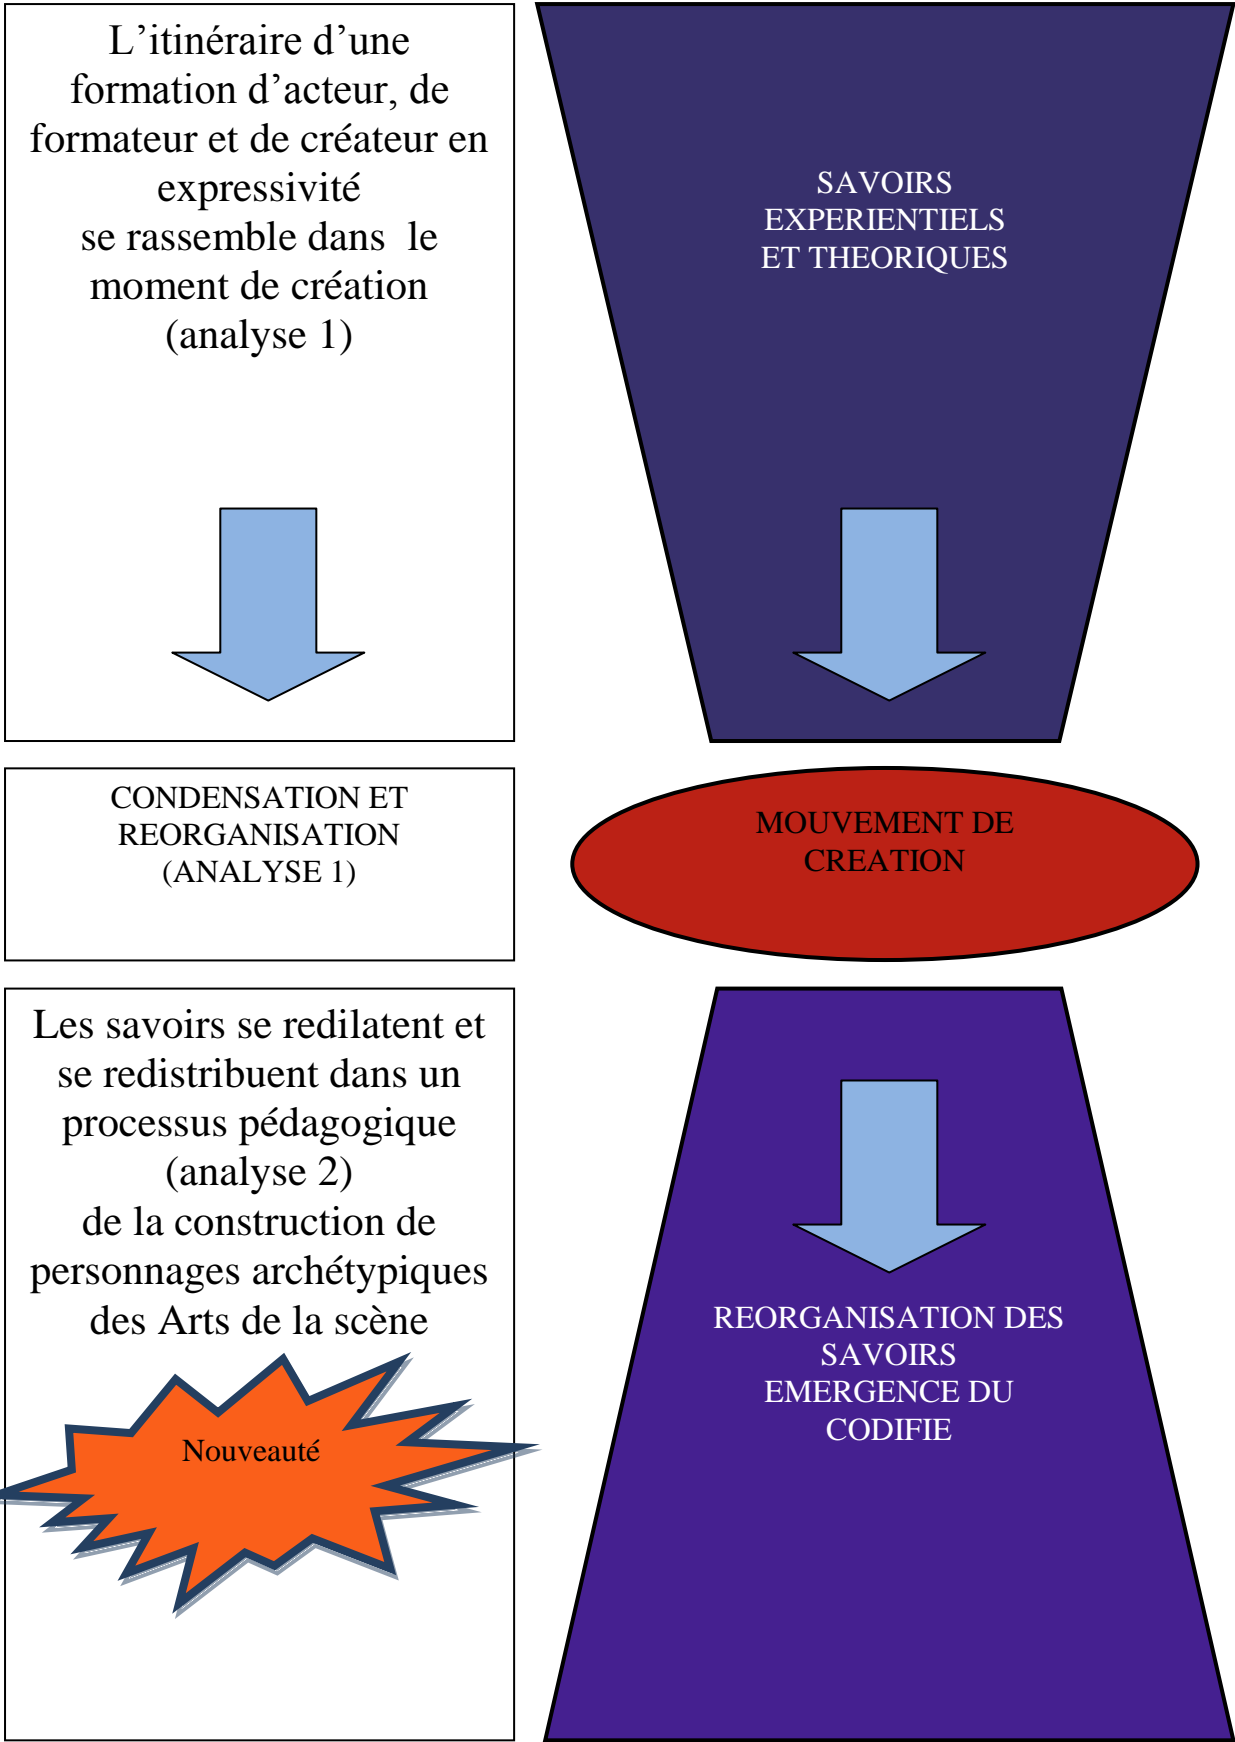 L’itinéraire d’une
formation d’acteur, de
formateur et de créateur en
expressivité
se rassemble dans  le
moment de création
(analyse 1)
SAVOIRS
EXPERIENTIELS
ET THEORIQUES
CONDENSATION ET
REORGANISATION
(ANALYSE 1)
MOUVEMENT DE
CREATION
Les savoirs se redilatent et
se redistribuent dans un
processus pédagogique
(analyse 2)
de la construction de
personnages archétypiques
des Arts de la scène
Nouveauté
REORGANISATION DES
SAVOIRS
EMERGENCE DU
CODIFIE